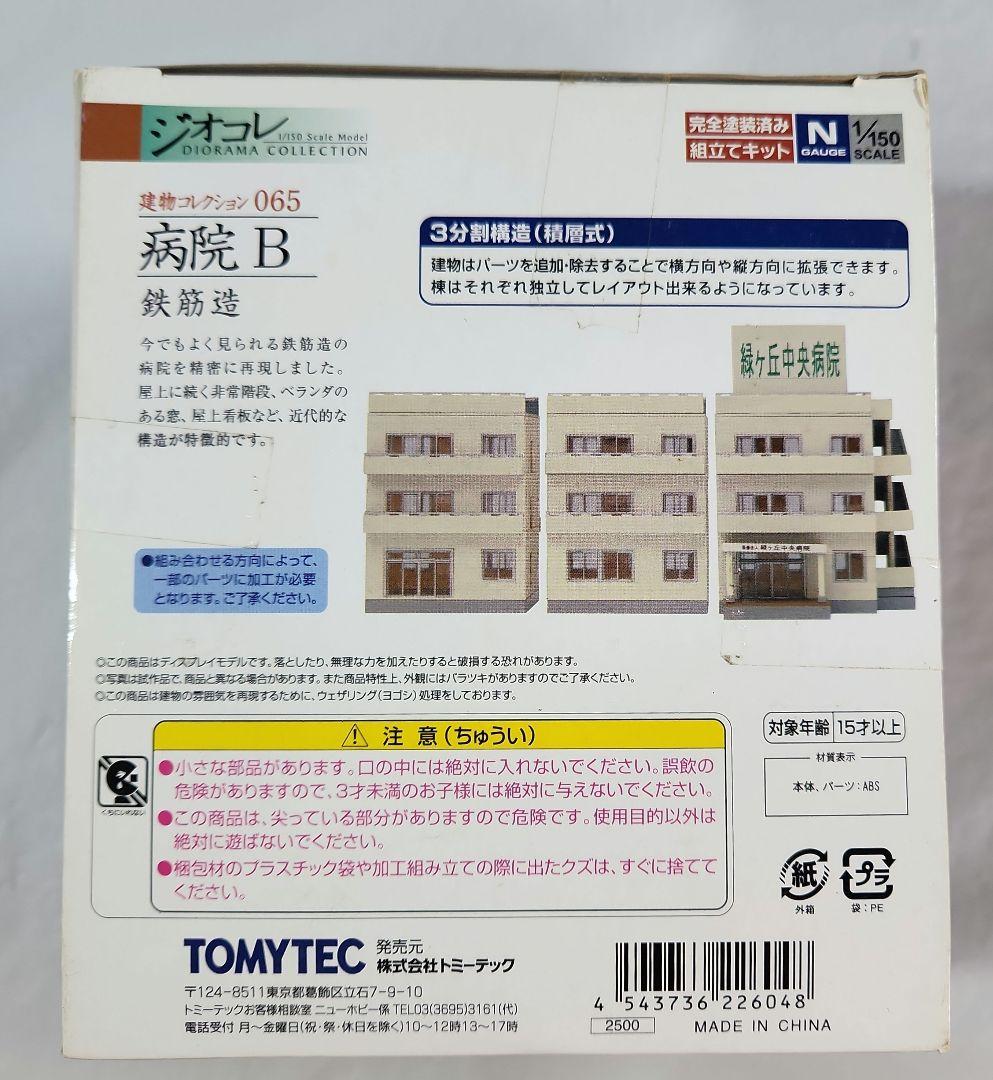 ジオコレ
1/150 Scale Model
DIORAMA COLLECTION
完全塗装済み
組立てキット
N
GAUGE
1/150
SCALE
建物コレクション 065
病院 B
鉄筋造
今でもよく見られる鉄筋造の
病院を精密に再現しました。
屋上に続く非常階段、ベランダの
ある窓、屋上看板など、近代的な
構造が特徴的です。
3分割構造（積層式）
建物はパーツを追加・除去することで横方向や縦方向に拡張できます。
棟はそれぞれ独立してレイアウト出来るようになっています。
緑ヶ丘中央病院
緑ヶ丘中央病院
●組み合わせる方向によって、
一部のパーツに加工が必要
となります。ご了承ください。
◎この商品はディスプレイモデルです。落としたり、無理な力を加えたりすると破損する恐れがあります。
◎写真は試作品で、商品と異なる場合があります。また商品特性上、外観にはバラツキがありますのでご了承ください。
◎この商品は建物の雰囲気を再現するために、ウェザリング（ヨゴシ）処理をしております。
くちにいれない
⚠ 注 意（ちゅうい）
●小さな部品があります。口の中には絶対に入れないでください。誤飲の
危険がありますので、3才未満のお子様には絶対に与えないでください。
●この商品は、尖っている部分がありますので危険です。使用目的以外は
絶対に遊ばないでください。
●梱包材のプラスチック袋や加工組み立ての際に出たクズは、すぐに捨てて
ください。
対象年齢 15才以上
材質表示
本体、パーツ：ABS
紙
外箱
プラ
袋：PE
TOMYTEC 発売元
株式会社トミーテック
〒124-8511東京都葛飾区立石7-9-10
トミーテックお客様相談室 ニューホビー係 TEL03(3695)3161(代)
電話受付 月～金曜日(祝・祭・休日を除く)10～12時13～17時
4 543736 226048
2500
MADE IN CHINA